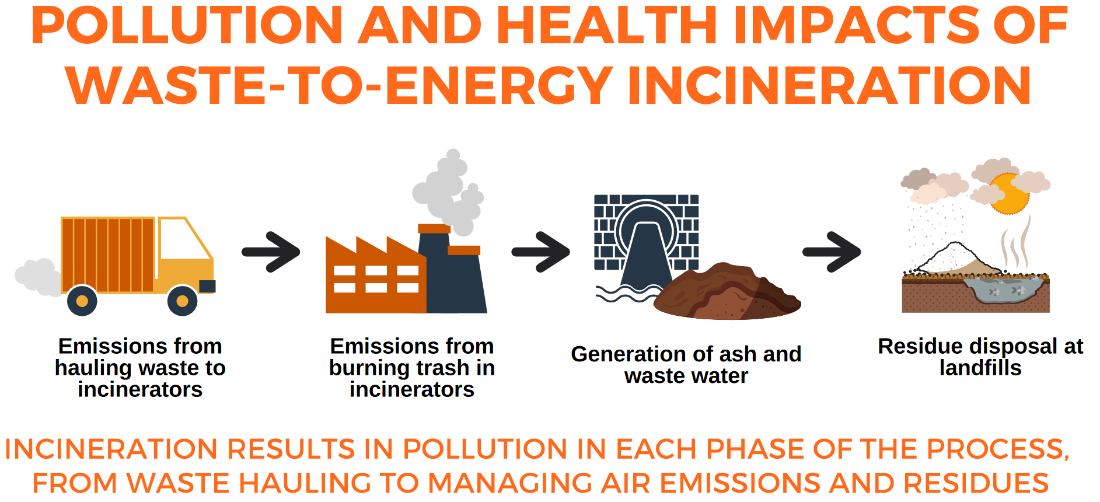 POLLUTION AND HEALTH IMPACTS OF
WASTE-TO-ENERGY INCINERATION
Emissions from
hauling waste to
incinerators
Emissions from
burning trash in
incinerators
Generation of ash and
waste water
Residue disposal at
landfills
INCINERATION RESULTS IN POLLUTION IN EACH PHASE OF THE PROCESS,
FROM WASTE HAULING TO MANAGING AIR EMISSIONS AND RESIDUES